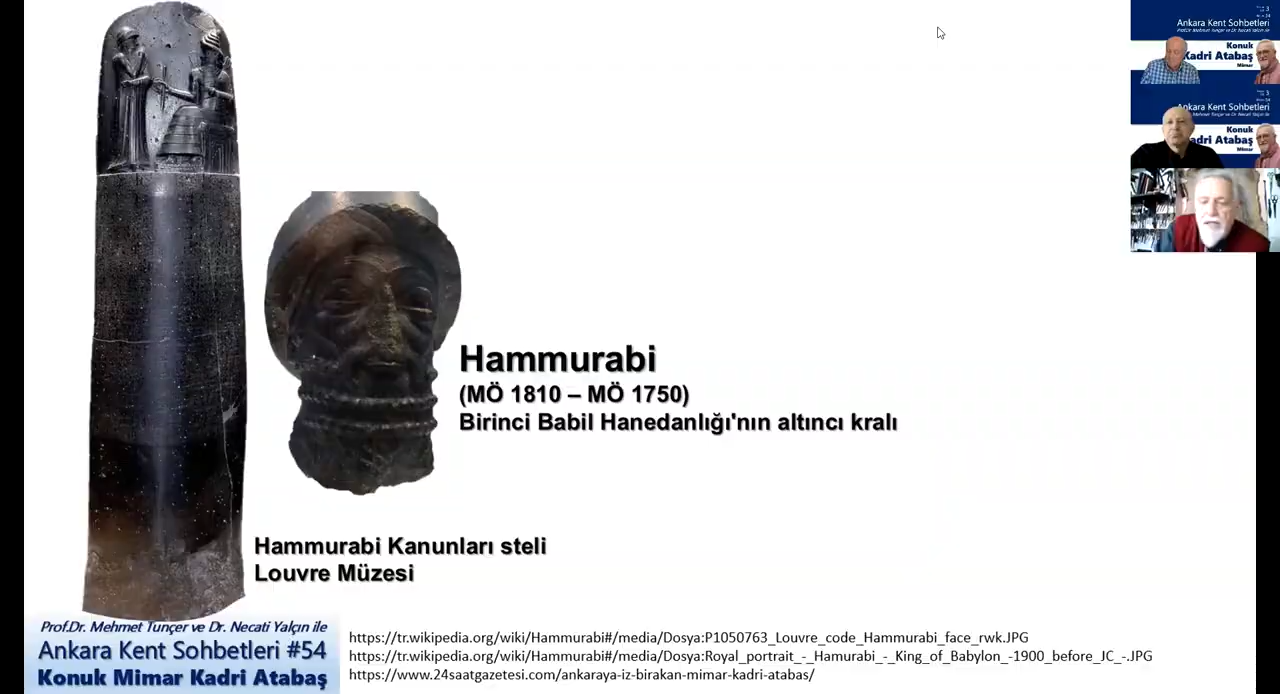 Ankara Kent Sohbetleri
Konuk
Kadri Atabaş
Mimar
Ankara Kent Sohbetleri
Konuk
Kadri Atabaş
Mimar
Hammurabi
(MÖ 1810 – MÖ 1750)
Birinci Babil Hanedanlığı'nın altıncı kralı
Hammurabi Kanunları steli
Louvre Müzesi
Prof.Dr. Mehmet Tunçer ve Dr. Necati Yalçın ile
Ankara Kent Sohbetleri #54
Konuk Mimar Kadri Atabaş
https://tr.wikipedia.org/wiki/Hammurabi#/media/Dosya:P1050763_Louvre_code_Hammurabi_face_rwk.JPG
https://tr.wikipedia.org/wiki/Hammurabi#/media/Dosya:Royal_portrait_-_Hamurabi_-_King_of_Babylon_-1900_before_JC_-.JPG
https://www.24saatgazetesi.com/ankaraya-iz-birakan-mimar-kadri-atabas/